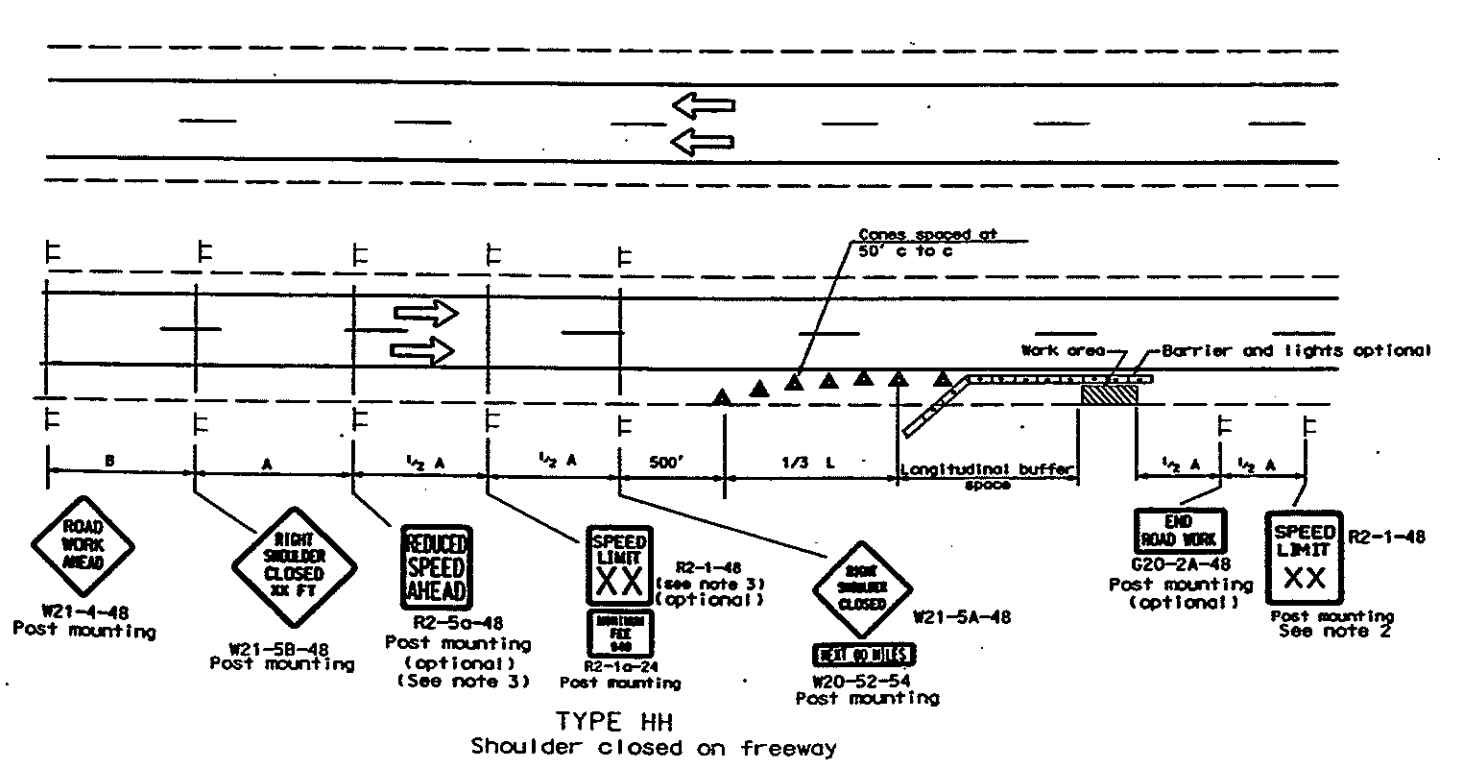 Cones spaced at
50' c to c
Work area
Barrier and lights optional
B
A
1/2 A
1/2 A
500'
1/3 L
Longitudinal buffer
space
1/2 A
1/2 A
ROAD
WORK
AHEAD
W21-4-48
Post mounting
RIGHT
SHOULDER
CLOSED
XX FT
W21-5B-48
Post mounting
REDUCED
SPEED
AHEAD
R2-5a-48
Post mounting
(optional)
(See note 3)
SPEED
LIMIT
XX
R2-1-48
(see note 3)
(optional)
FEE
R2-1a-24
Post mounting
RIGHT
SHOULDER
CLOSED
W21-5A-48
NEXT 00 MILES
W20-52-54
Post mounting
END
ROAD WORK
G20-2A-48
Post mounting
(optional)
SPEED
LIMIT
XX
R2-1-48
Post mounting
See note 2
TYPE HH
Shoulder closed on freeway